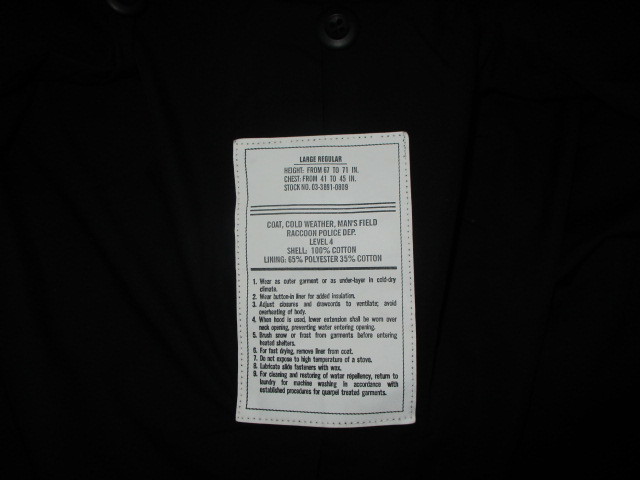 LARGE REGULAR
HEIGHT: FROM 67 TO 71 IN.
CHEST: FROM 41 TO 45 IN.
STOCK NO. 03-3891-0809
COAT, COLD WEATHER, MAN'S FIELD
RACCOON POLICE DEP.
LEVEL 4
SHELL: 100% COTTON
LINING: 65% POLYESTER 35% COTTON
1. Wear as outer garment or as under-layer in cold-dry
climate.
2. Wear button-in liner for added insulation.
3. Adjust closures and drawcords to ventilate; avoid
overheating of body.
4. When hood is used, lower extension shall be worn over
neck opening, preventing water entering opening.
5. Brush snow or frost from garments before entering
heated shelters.
6. For fast drying, remove liner from coat.
7. Do not expose to high temperature of a stove.
8. Lubricate slide fasteners with wax.
9. For cleaning and restoring of water repellency, return to
laundry for machine washing in accordance with
established procedures for quarpel treated garments.